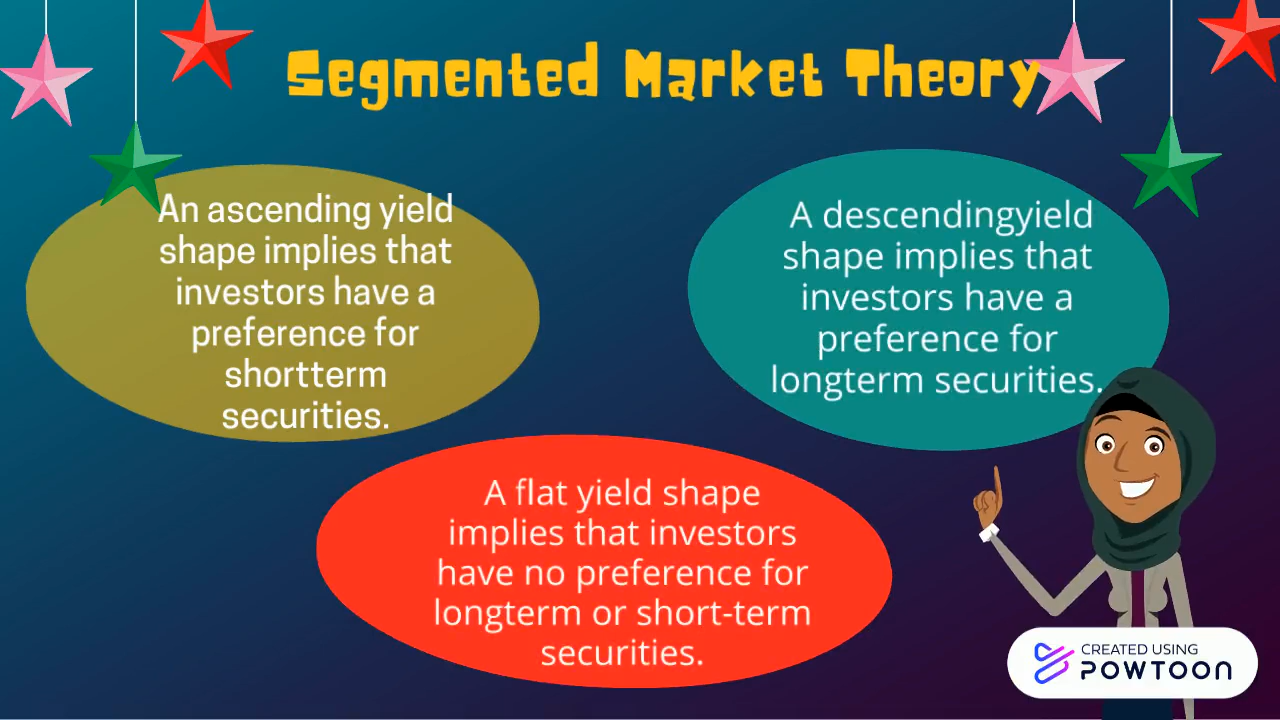 Segmented Market Theory
An ascending yield
shape implies that
investors have a
preference for
shortterm
securities.
A descendingyield
shape implies that
investors have a
preference for
longterm securities.
A flat yield shape
implies that investors
have no preference for
longterm or short-term
securities.
CREATED USING
POWTOON